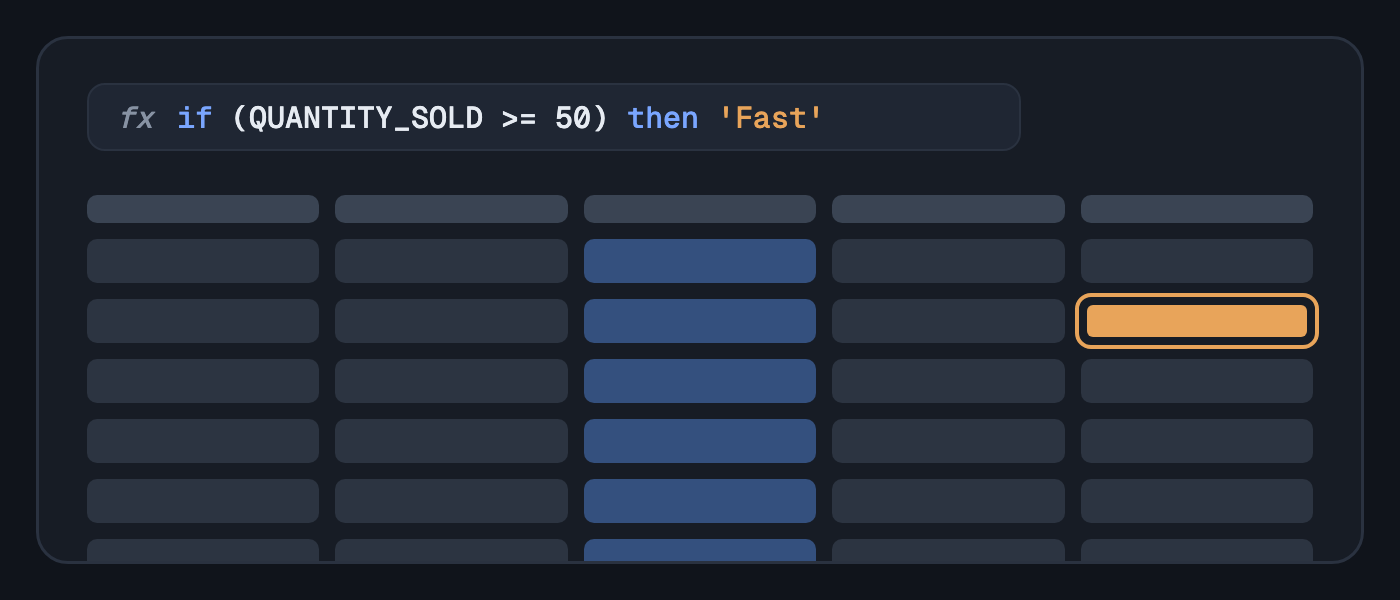 fx if (QUANTITY_SOLD >= 50) then 'Fast'